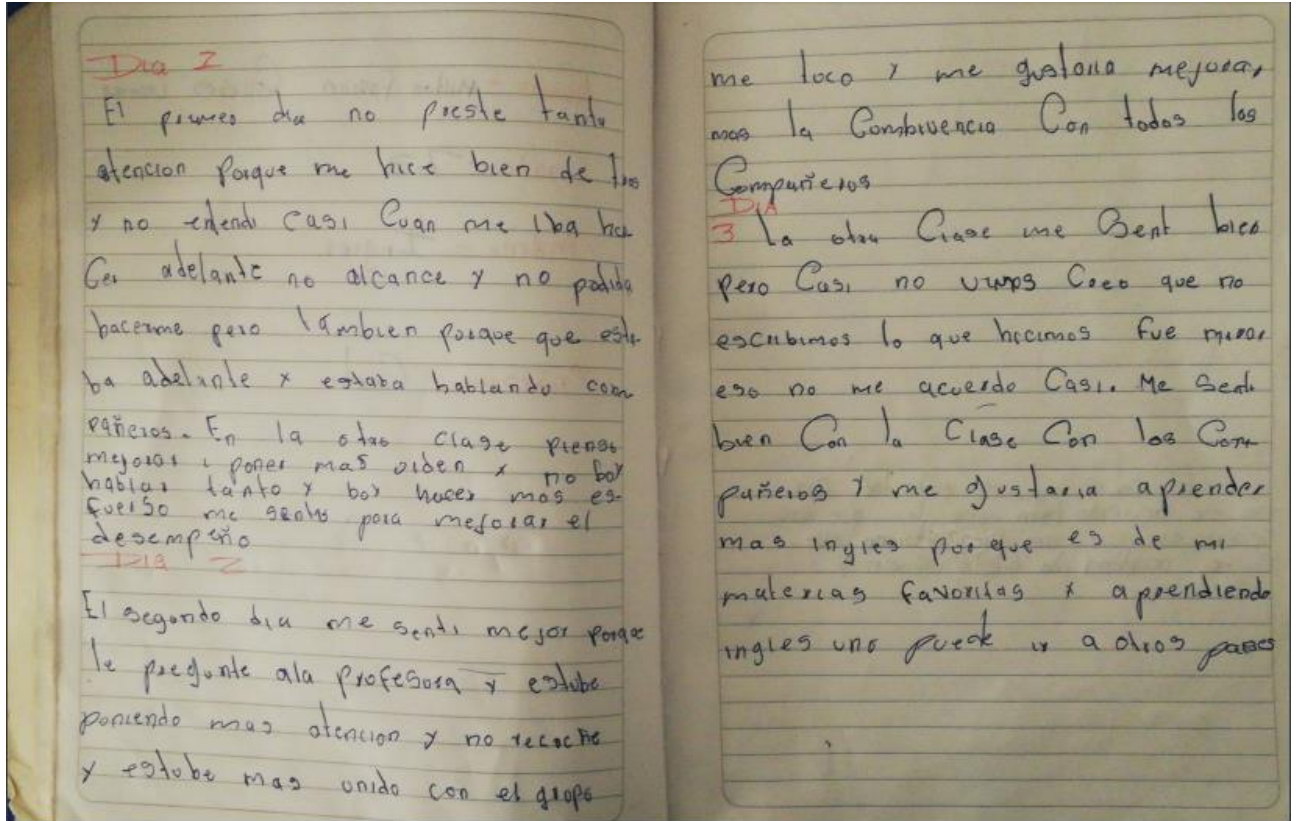 Dia 1
El primer dia no preste tanto
atencion Porque me hice bien de tras
y no entendi casi Cuan me iba ha
Cer adelante no alcance y no podida
hacerme pero tambien porque que esta
ba adelante y estaba hablando com
pañeros. En la otra clase pienso
mejorar i poner mas orden y no boy
hablar tanto y boy hacer mas es-
fuerso me sento para mejorar el
desempeño
Dia 2
El segundo dia me senti mejor porque
le pregunte ala Profesora y estube
poniendo mas atencion y no recoche
y estube mas unido con el grupo
me toco y me gustaria mejorar
mas la Conbivencia Con todos los
Compañeros
DIA
3 La otra Clase me Sent bien
pero Casi no vimos Creo que no
escribimos lo que hicimos fue mirar
eso no me acuerdo Casi. Me Senti
bien Con la Clase Con los Com
pañeros y me gustaria aprender
mas ingles porque es de mi
materias favoritas y aprendiendo
ingles uno puede ir a otros paises